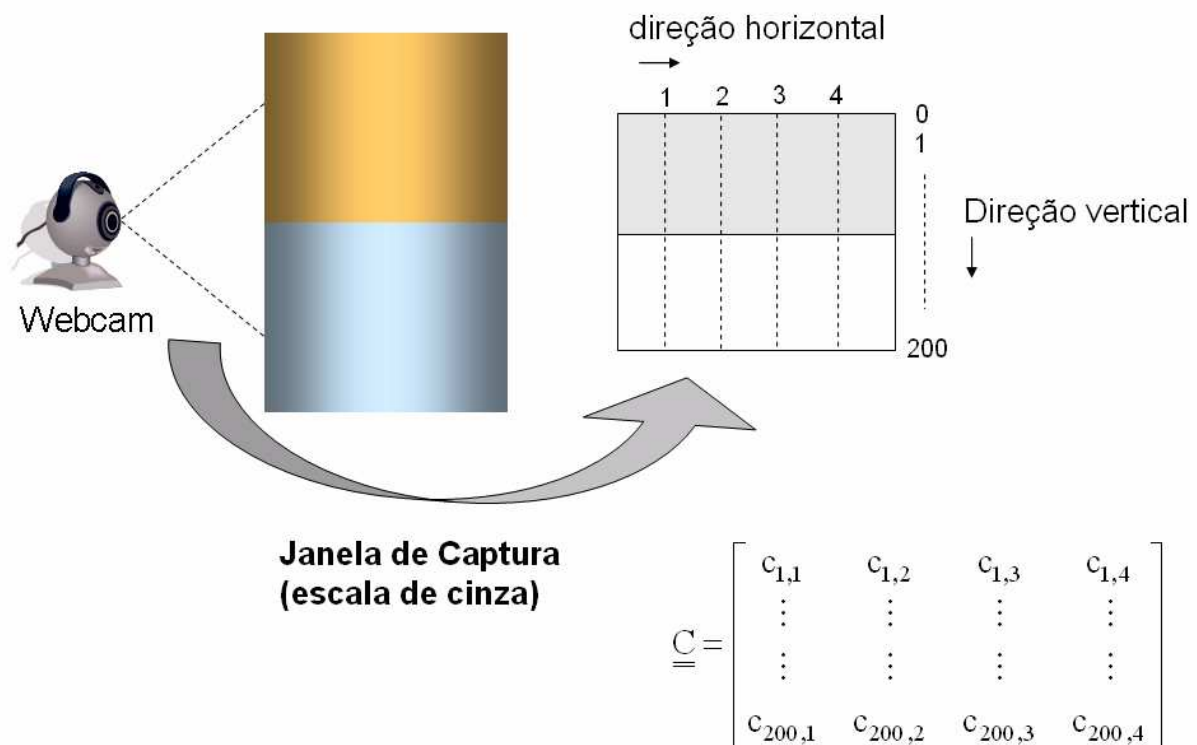 direção horizontal
1 2 3 4
0
1
Direção vertical
200
Webcam
Janela de Captura
(escala de cinza)
C = c1,1 c1,2 c1,3 c1,4
⋮ ⋮ ⋮ ⋮
⋮ ⋮ ⋮ ⋮
c200,1 c200,2 c200,3 c200,4